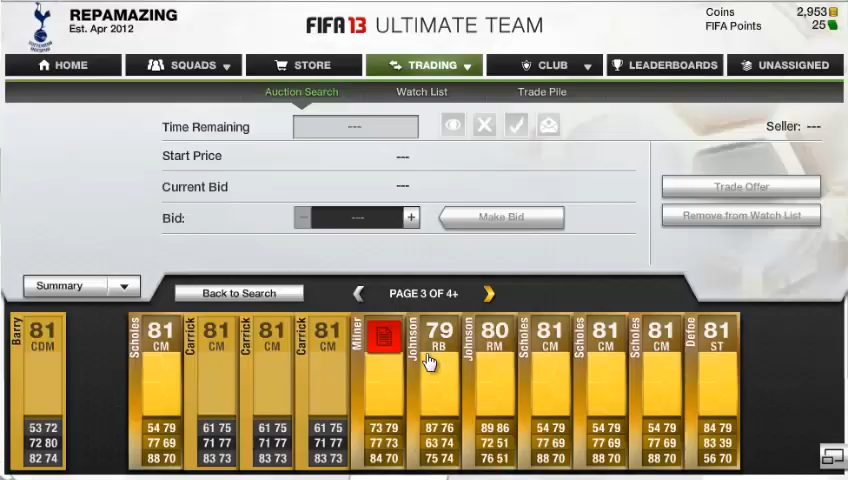 REPAMAZING
Est. Apr 2012
FIFA 13 ULTIMATE TEAM
Coins 2,953
FIFA Points 25
HOME SQUADS STORE TRADING CLUB LEADERBOARDS UNASSIGNED
Auction Search Watch List Trade Pile
Time Remaining --- Seller: ---
Start Price ---
Current Bid --- Trade Offer
Bid: - --- + Make Bid Remove from Watch List
Summary Back to Search PAGE 3 OF 4+
Barry Scholes Carrick Carrick Carrick Milner Johnson Johnson Scholes Scholes Scholes Defoe
81 81 81 81 81 79 80 81 81 81 81
CDM CM CM CM CM RB RM CM CM CM ST
53 72 54 79 61 75 61 75 61 75 73 79 87 76 89 86 54 79 54 79 54 79 84 79
72 80 77 69 71 77 71 77 71 77 77 73 63 74 72 51 77 69 77 69 77 69 83 39
82 74 88 70 83 73 83 73 83 73 84 70 75 74 76 51 88 70 88 70 88 70 56 70